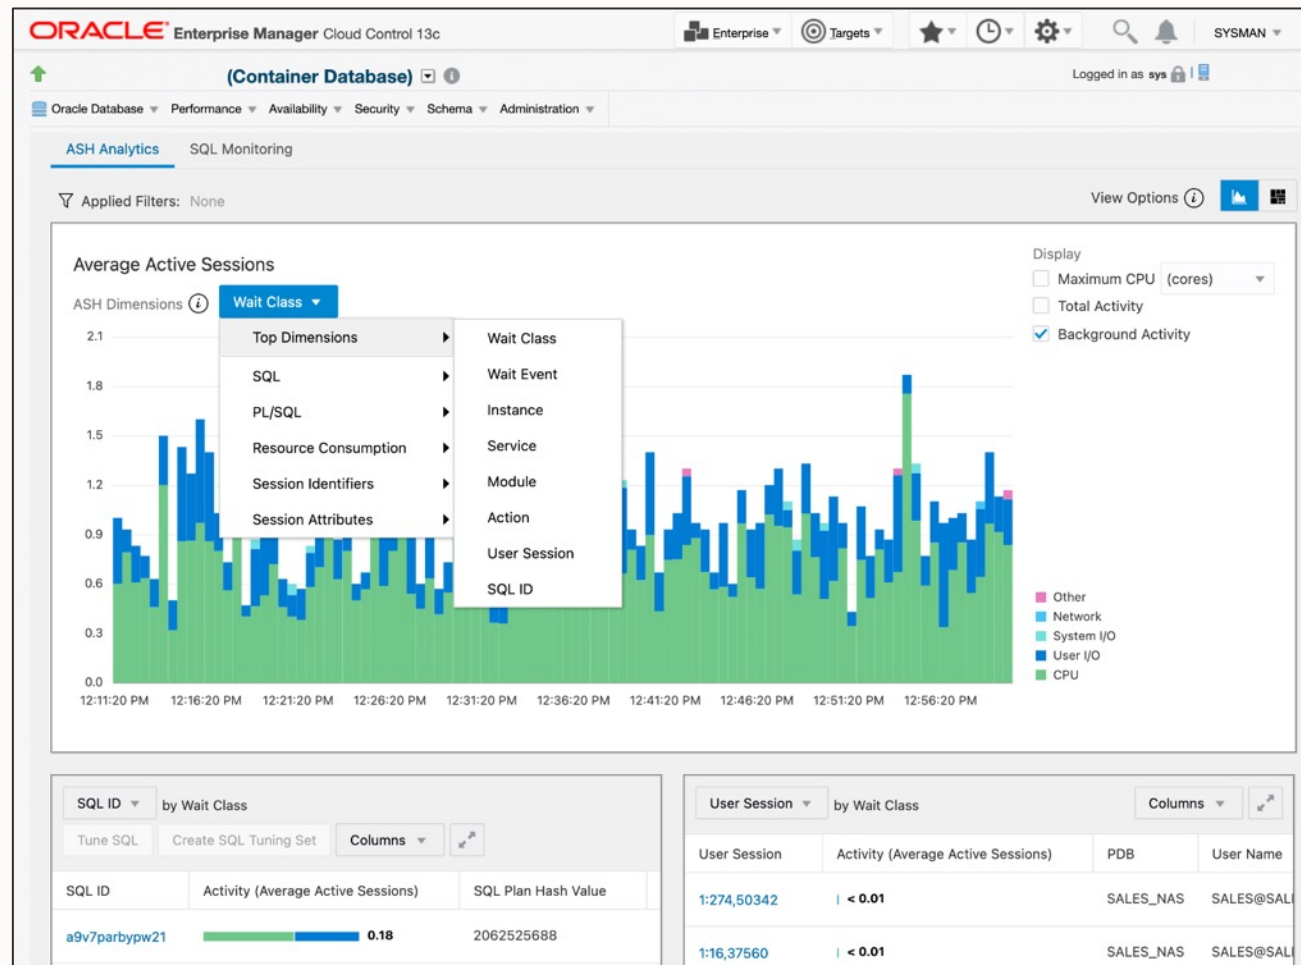 ORACLE® Enterprise Manager Cloud Control 13c Enterprise Targets SYSMAN
(Container Database) Logged in as sys
Oracle Database Performance Availability Security Schema Administration
ASH Analytics SQL Monitoring
Applied Filters: None View Options
Average Active Sessions
ASH Dimensions Wait Class
Display
Maximum CPU (cores)
Total Activity
Background Activity
Top Dimensions
SQL
PL/SQL
Resource Consumption
Session Identifiers
Session Attributes
Wait Class
Wait Event
Instance
Service
Module
Action
User Session
SQL ID
2.1
1.8
1.5
1.2
0.9
0.6
0.3
0.0
12:11:20 PM 12:16:20 PM 12:21:20 PM 12:26:20 PM 12:31:20 PM 12:36:20 PM 12:41:20 PM 12:46:20 PM 12:51:20 PM 12:56:20 PM
Other
Network
System I/O
User I/O
CPU
SQL ID by Wait Class
Tune SQL Create SQL Tuning Set Columns
SQL ID Activity (Average Active Sessions) SQL Plan Hash Value
a9v7parbypw21 0.18 2062525688
User Session by Wait Class Columns
User Session Activity (Average Active Sessions) PDB User Name
1:274,50342 < 0.01 SALES_NAS SALES@SAL
1:16,37560 < 0.01 SALES_NAS SALES@SAL